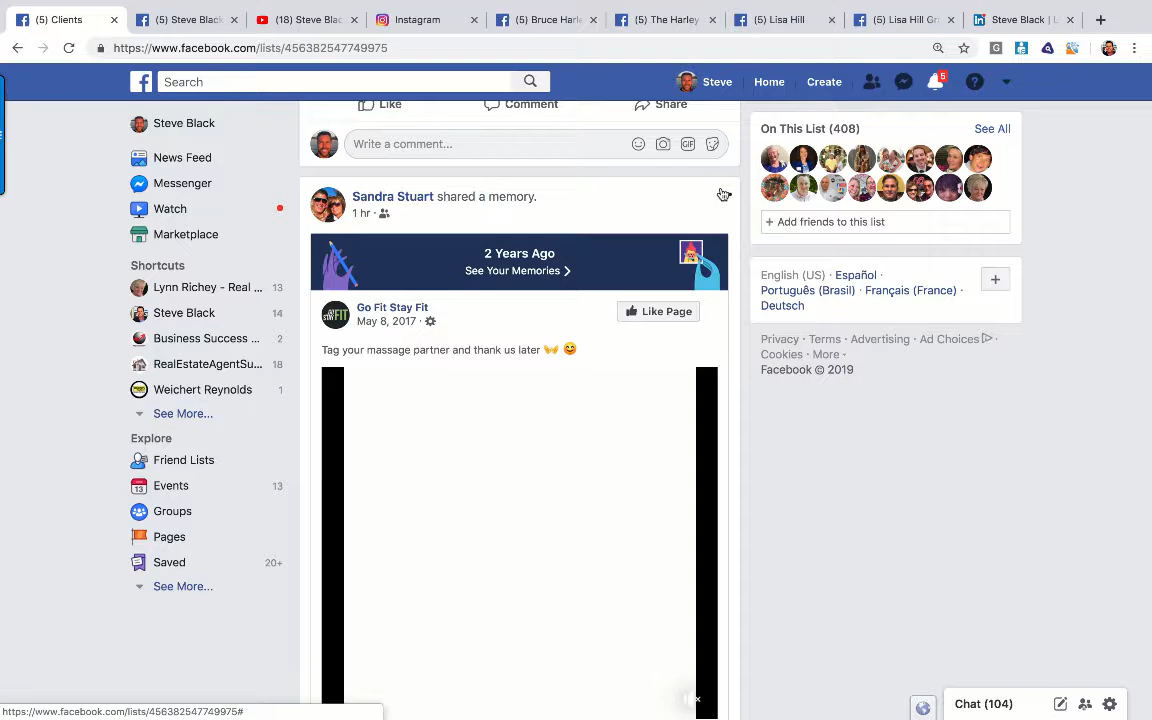 (5) Clients
(5) Steve Black
(18) Steve Bla
Instagram
(5) Bruce Harle
(5) The Harley
(5) Lisa Hill
(5) Lisa Hill Gr
Steve Black | L
https://www.facebook.com/lists/456382547749975
Search
Steve
Home
Create
5
Steve Black
News Feed
Messenger
Watch
Marketplace
Shortcuts
Lynn Richey - Real ... 13
Steve Black 14
Business Success ... 2
RealEstateAgentSu... 18
Weichert Reynolds 1
See More...
Explore
Friend Lists
Events 13
Groups
Pages
Saved 20+
See More...
Like Comment Share
Write a comment...
GIF
Sandra Stuart shared a memory.
1 hr ·
2 Years Ago
See Your Memories
Go Fit Stay Fit
May 8, 2017 ·
Like Page
Tag your massage partner and thank us later
On This List (408)
See All
+ Add friends to this list
English (US) · Español ·
Português (Brasil) · Français (France) ·
Deutsch
Privacy · Terms · Advertising · Ad Choices ·
Cookies · More ·
Facebook © 2019
https://www.facebook.com/lists/456382547749975#
Chat (104)